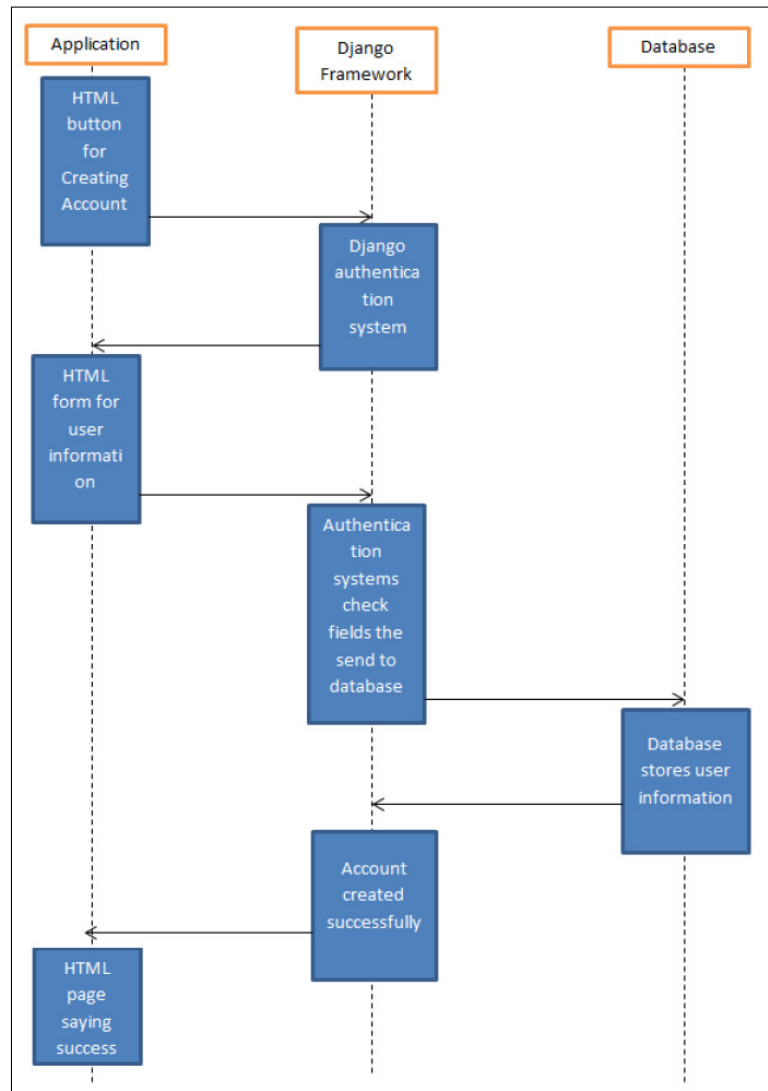 Application
Django
Framework
Database
HTML
button
for
Creating
Account
Django
authentica
tion
system
HTML
form for
user
informati
on
Authentica
tion
systems
check
fields the
send to
database
Database
stores user
information
Account
created
successfully
HTML
page
saying
success